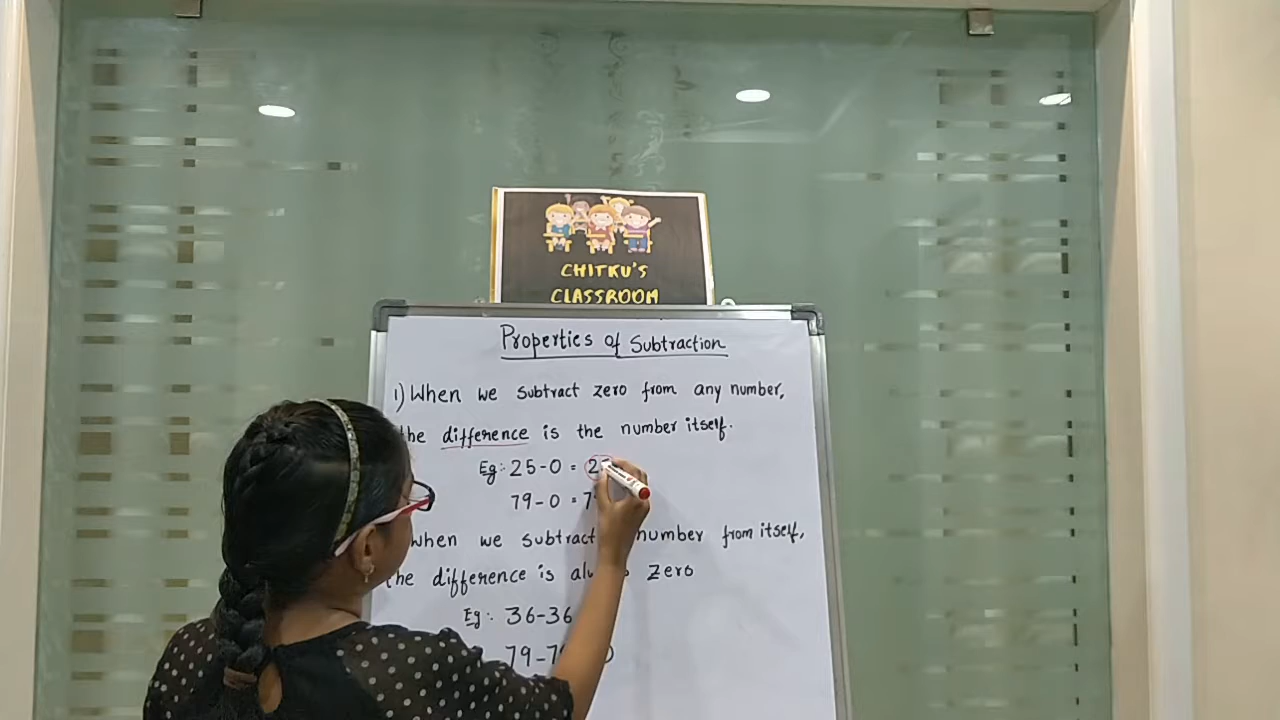 CHITKU'S
CLASSROOM
Properties of Subtraction
1) When we subtract zero from any number,
the difference is the number itself.
Eg:- 25-0 =
79-0 =
when we subtract number from itself,
the difference is zero
Eg:- 36-36
79-